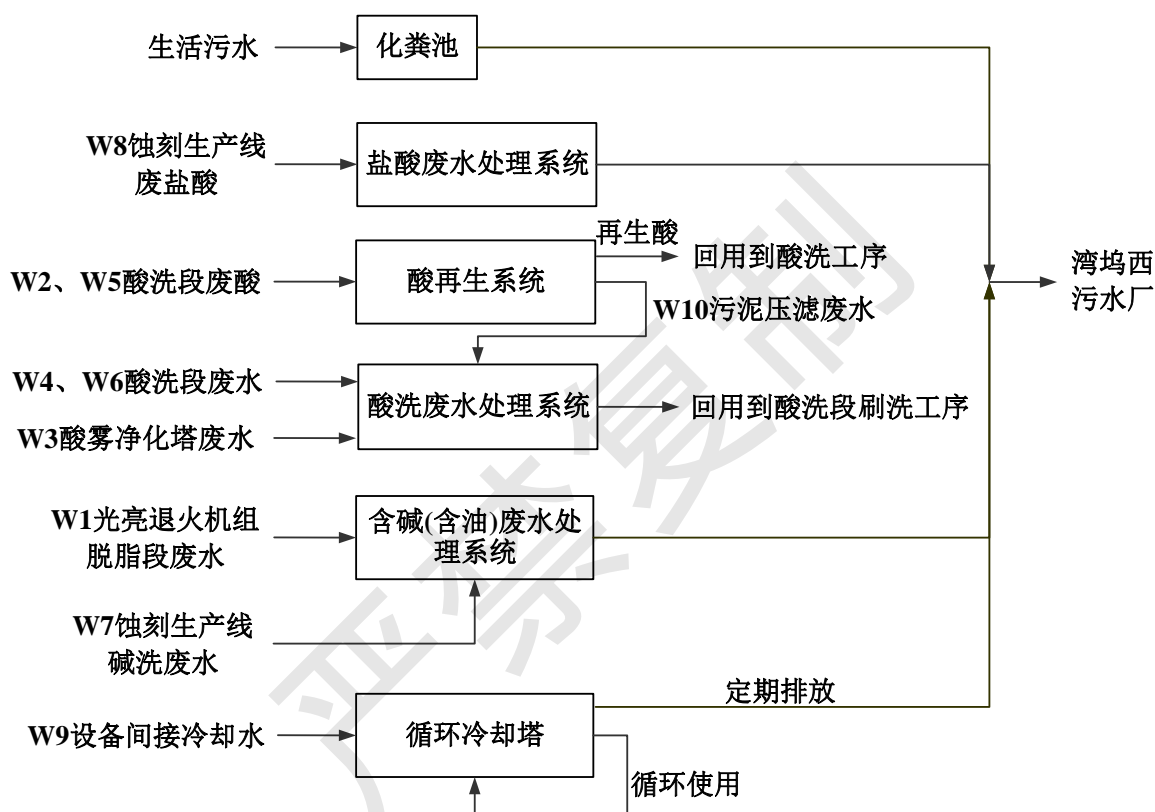 生活污水
化粪池
W8蚀刻生产线
废盐酸
盐酸废水处理系统
再生酸
W2、W5酸洗段废酸
酸再生系统
回用到酸洗工序
湾坞西
污水厂
W10污泥压滤废水
W4、W6酸洗段废水
酸洗废水处理系统
回用到酸洗段刷洗工序
W3酸雾净化塔废水
W1光亮退火机组
脱脂段废水
含碱(含油)废水处
理系统
W7蚀刻生产线
碱洗废水
定期排放
W9设备间接冷却水
循环冷却塔
循环使用
严禁复制